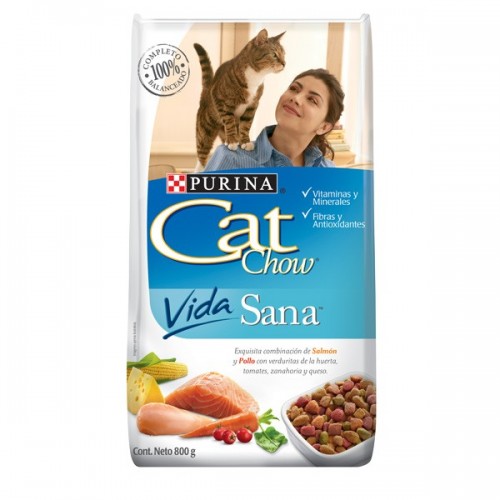 COMPLETO
100%
BALANCEADO
PURINA®
Vitaminas y
Minerales
Fibras y
Antioxidantes
Cat
Chow®
Vida Sana™
Exquisita combinación de Salmón
y Pollo con verduritas de la huerta,
tomates, zanahoria y queso.
Cont. Neto 800 g